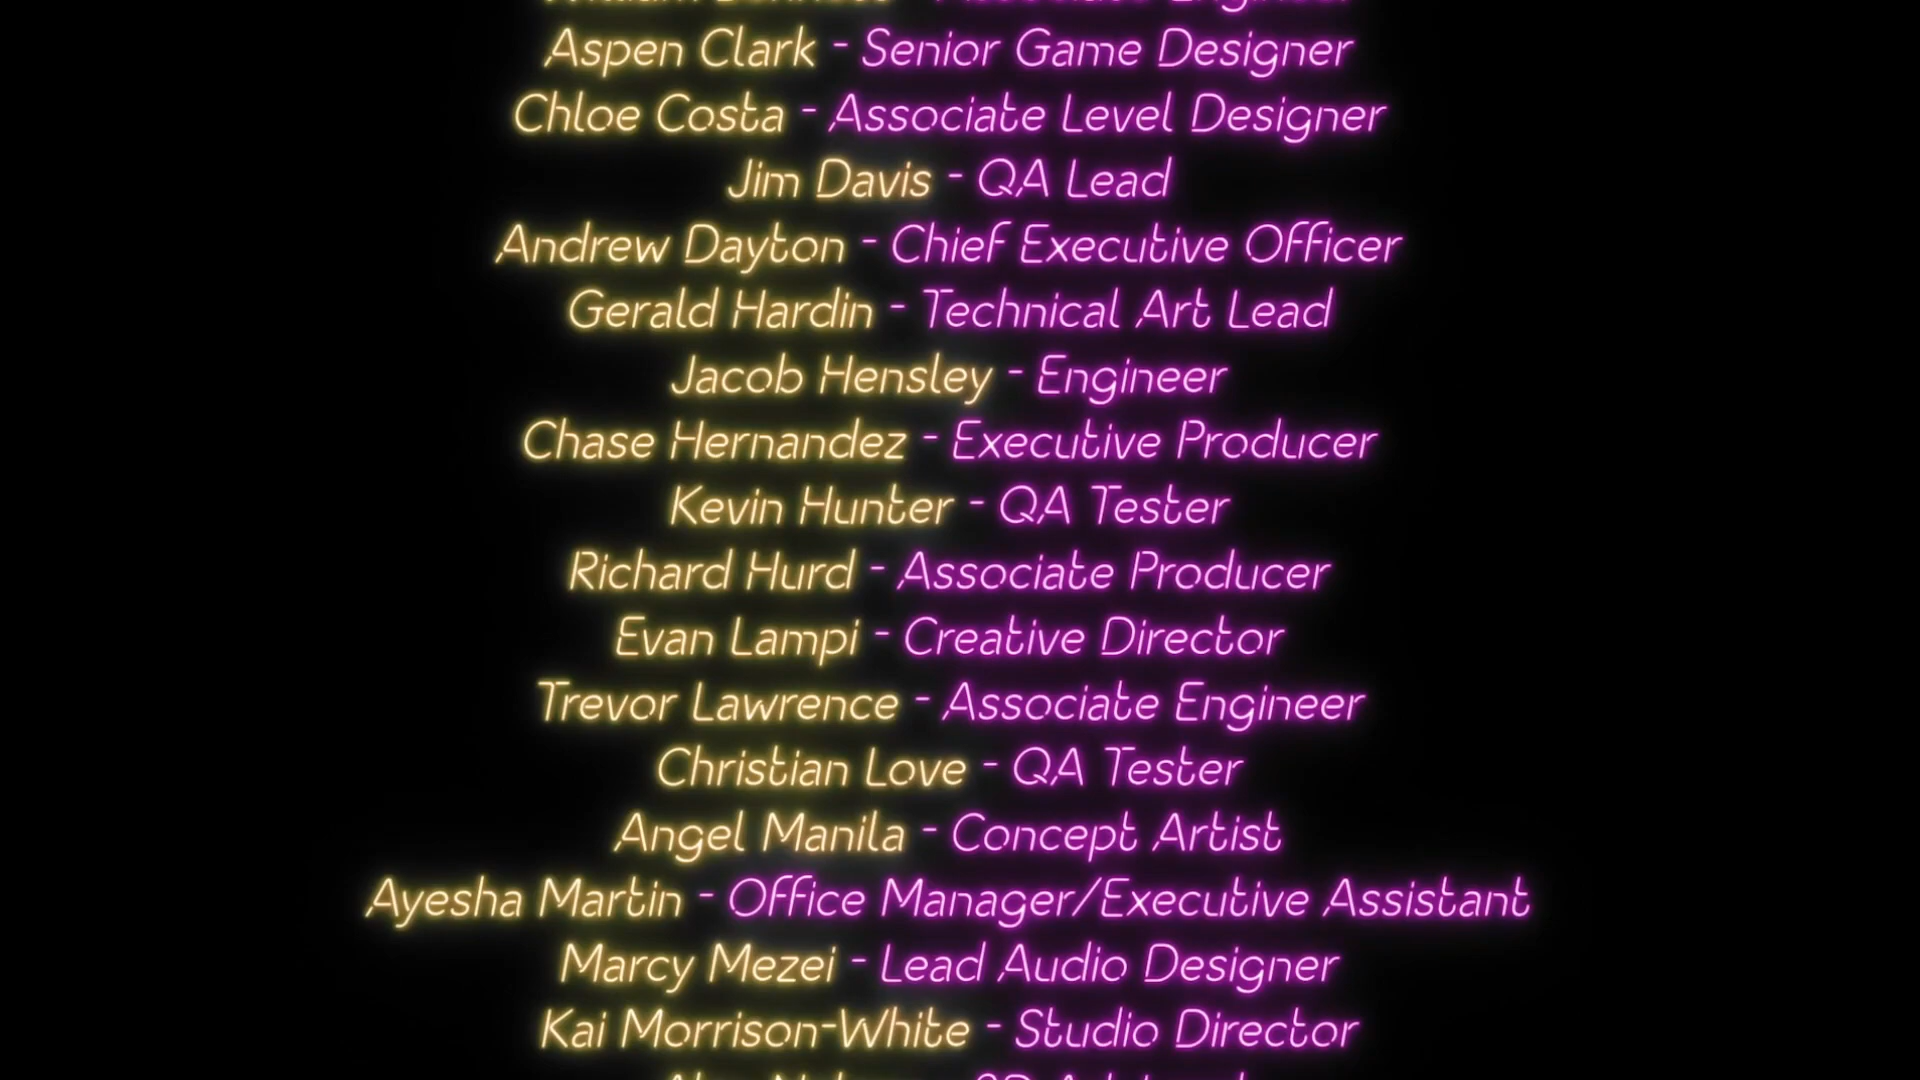 Aspen Clark - Senior Game Designer
Chloe Costa - Associate Level Designer
Jim Davis - QA Lead
Andrew Dayton - Chief Executive Officer
Gerald Hardin - Technical Art Lead
Jacob Hensley - Engineer
Chase Hernandez - Executive Producer
Kevin Hunter - QA Tester
Richard Hurd - Associate Producer
Evan Lampi - Creative Director
Trevor Lawrence - Associate Engineer
Christian Love - QA Tester
Angel Manila - Concept Artist
Ayesha Martin - Office Manager/Executive Assistant
Marcy Mezei - Lead Audio Designer
Kai Morrison-White - Studio Director